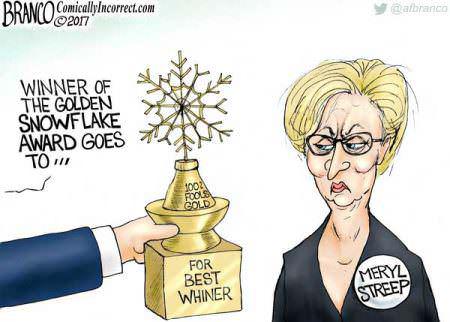 BRANCO ComicallyIncorrect.com
©2017
@afbranco
WINNER OF
THE GOLDEN
SNOWFLAKE
AWARD GOES
TO ...
100%
FOOLS
GOLD
FOR
BEST
WHINER
MERYL
STREEP